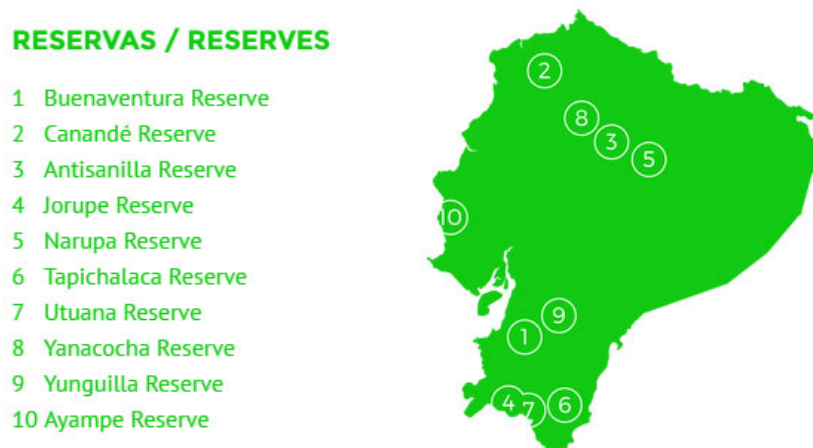 RESERVAS / RESERVES
1 Buenaventura Reserve
2 Canandé Reserve
3 Antisanilla Reserve
4 Jorupe Reserve
5 Narupa Reserve
6 Tapichalaca Reserve
7 Utuana Reserve
8 Yanacocha Reserve
9 Yunguilla Reserve
10 Ayampe Reserve
2
8
3
5
10
9
1
4
7
6